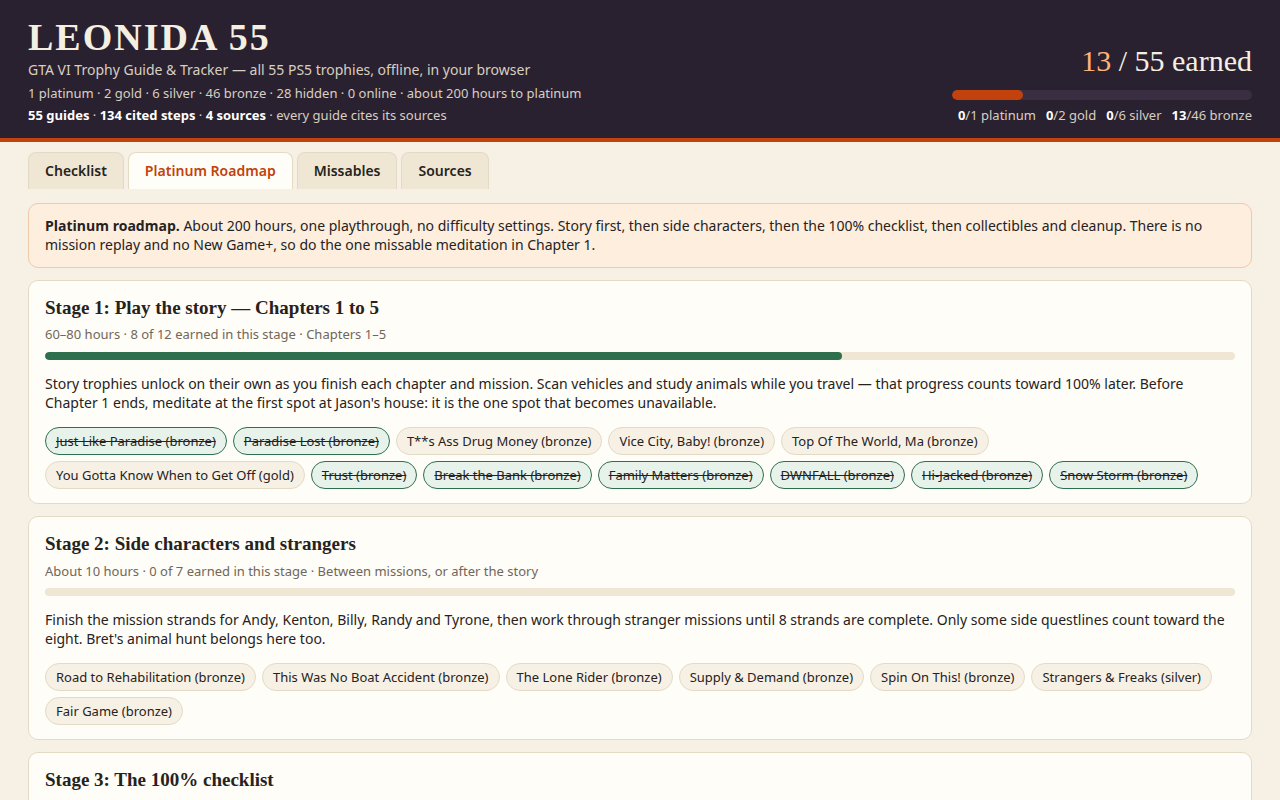 LEONIDA 55
GTA VI Trophy Guide & Tracker — all 55 PS5 trophies, offline, in your browser
1 platinum · 2 gold · 6 silver · 46 bronze · 28 hidden · 0 online · about 200 hours to platinum
55 guides · 134 cited steps · 4 sources · every guide cites its sources
13 / 55 earned
0/1 platinum 0/2 gold 0/6 silver 13/46 bronze
Checklist Platinum Roadmap Missables Sources
Platinum roadmap. About 200 hours, one playthrough, no difficulty settings. Story first, then side characters, then the 100% checklist, then collectibles and cleanup. There is no
mission replay and no New Game+, so do the one missable meditation in Chapter 1.
Stage 1: Play the story — Chapters 1 to 5
60–80 hours · 8 of 12 earned in this stage · Chapters 1–5
Story trophies unlock on their own as you finish each chapter and mission. Scan vehicles and study animals while you travel — that progress counts toward 100% later. Before
Chapter 1 ends, meditate at the first spot at Jason's house: it is the one spot that becomes unavailable.
Just Like Paradise (bronze) Paradise Lost (bronze) T**s Ass Drug Money (bronze) Vice City, Baby! (bronze) Top Of The World, Ma (bronze)
You Gotta Know When to Get Off (gold) Trust (bronze) Break the Bank (bronze) Family Matters (bronze) DWNFALL (bronze) Hi-Jacked (bronze) Snow Storm (bronze)
Stage 2: Side characters and strangers
About 10 hours · 0 of 7 earned in this stage · Between missions, or after the story
Finish the mission strands for Andy, Kenton, Billy, Randy and Tyrone, then work through stranger missions until 8 strands are complete. Only some side questlines count toward the
eight. Bret's animal hunt belongs here too.
Road to Rehabilitation (bronze) This Was No Boat Accident (bronze) The Lone Rider (bronze) Supply & Demand (bronze) Spin On This! (bronze) Strangers & Freaks (silver)
Fair Game (bronze)
Stage 3: The 100% checklist